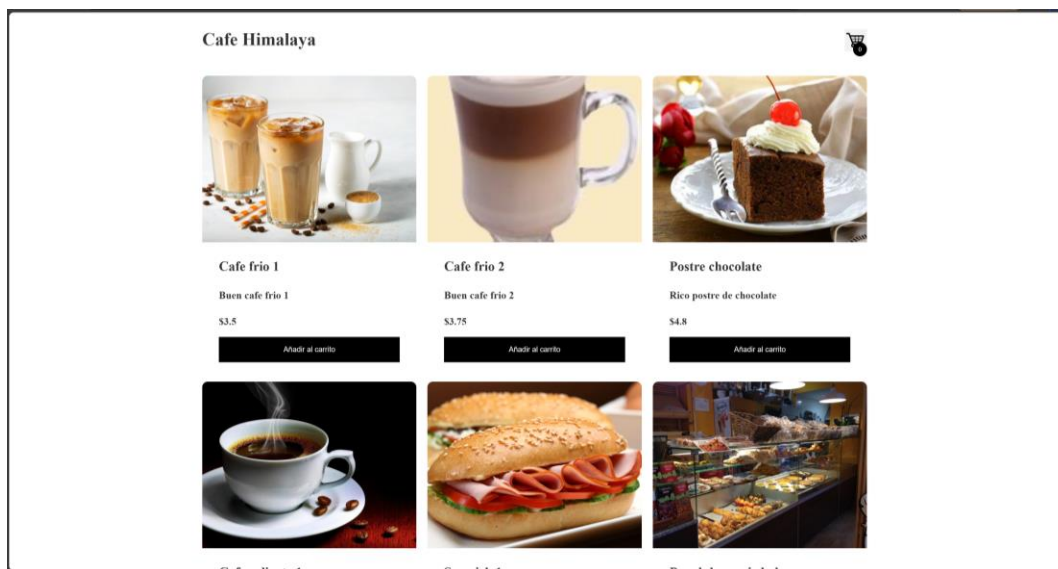 Cafe Himalaya
0
Cafe frio 1
Cafe frio 2
Postre chocolate
Buen cafe frio 1
Buen cafe frio 2
Rico postre de chocolate
$3.5
$3.75
$4.8
Añadir al carrito
Añadir al carrito
Añadir al carrito